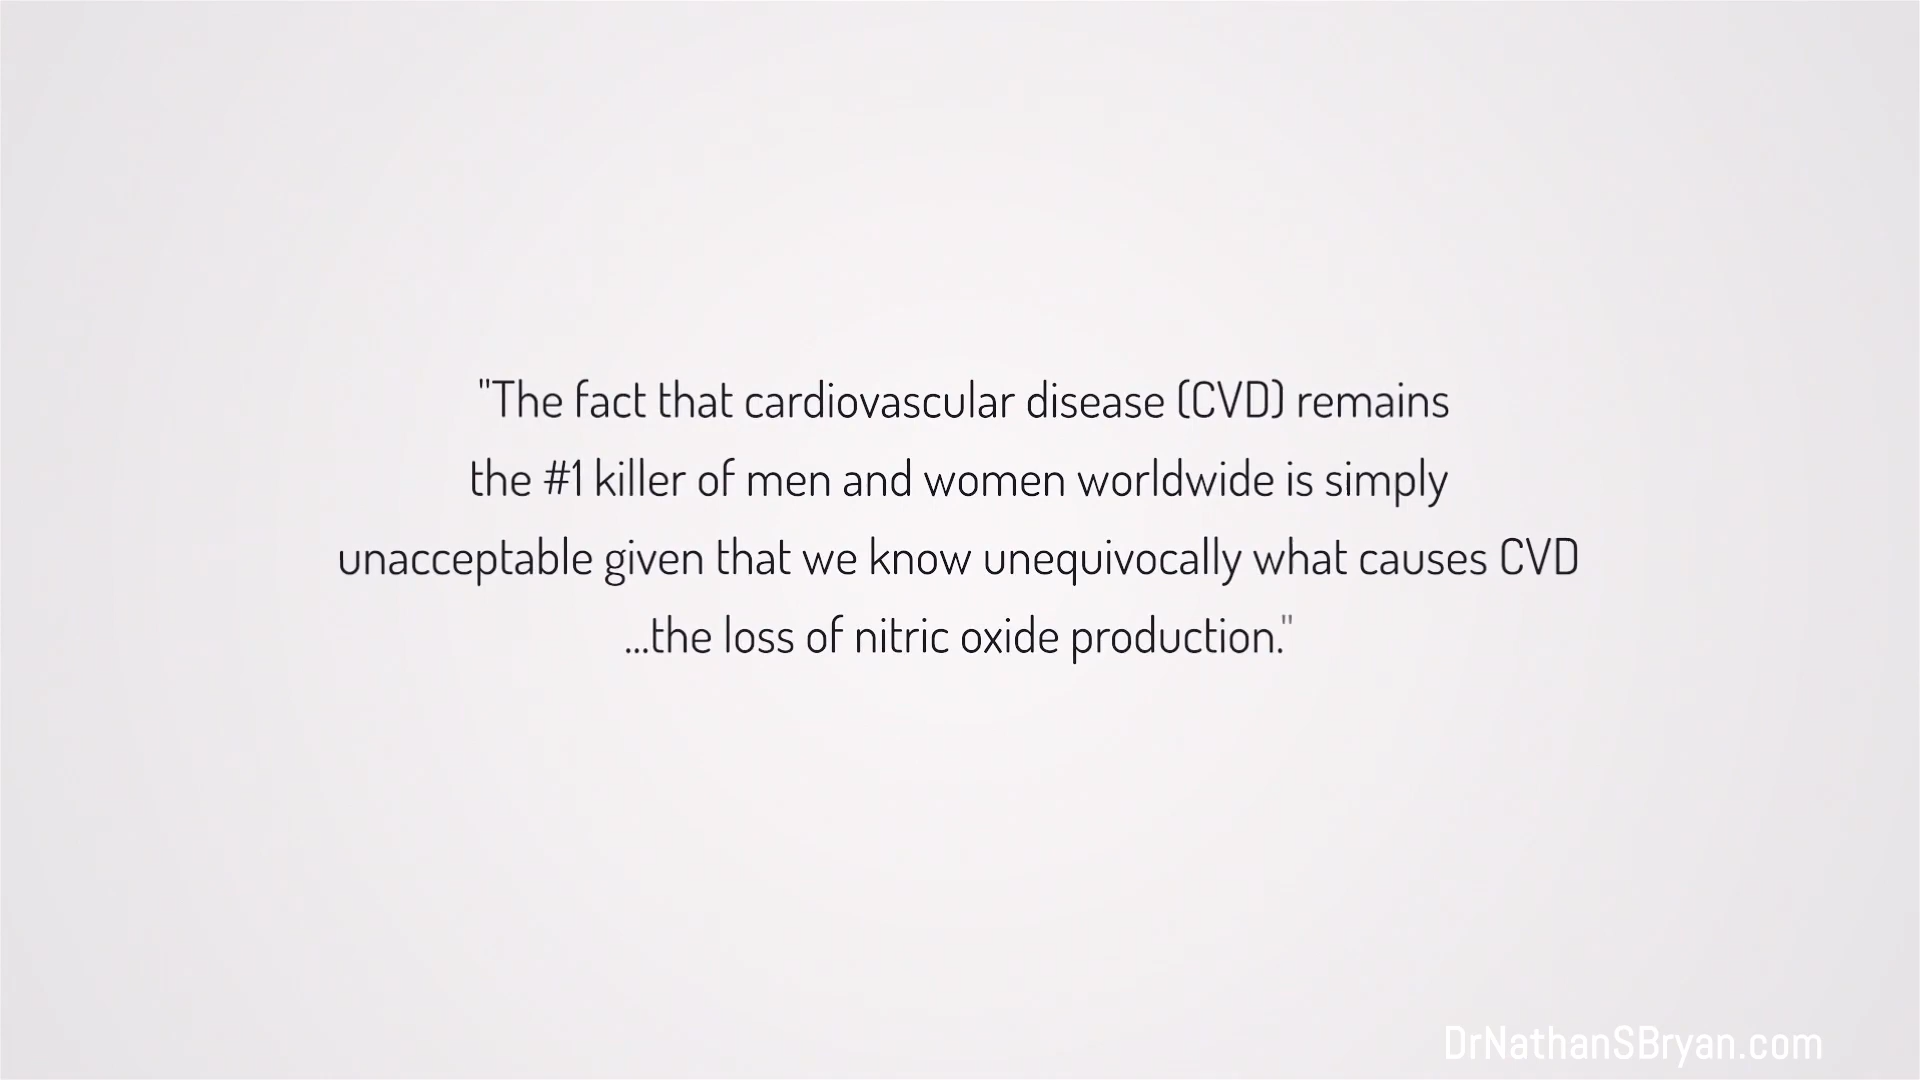 "The fact that cardiovascular disease (CVD) remains
the #1 killer of men and women worldwide is simply
unacceptable given that we know unequivocally what causes CVD
...the loss of nitric oxide production."
DrNathanSBryan.com